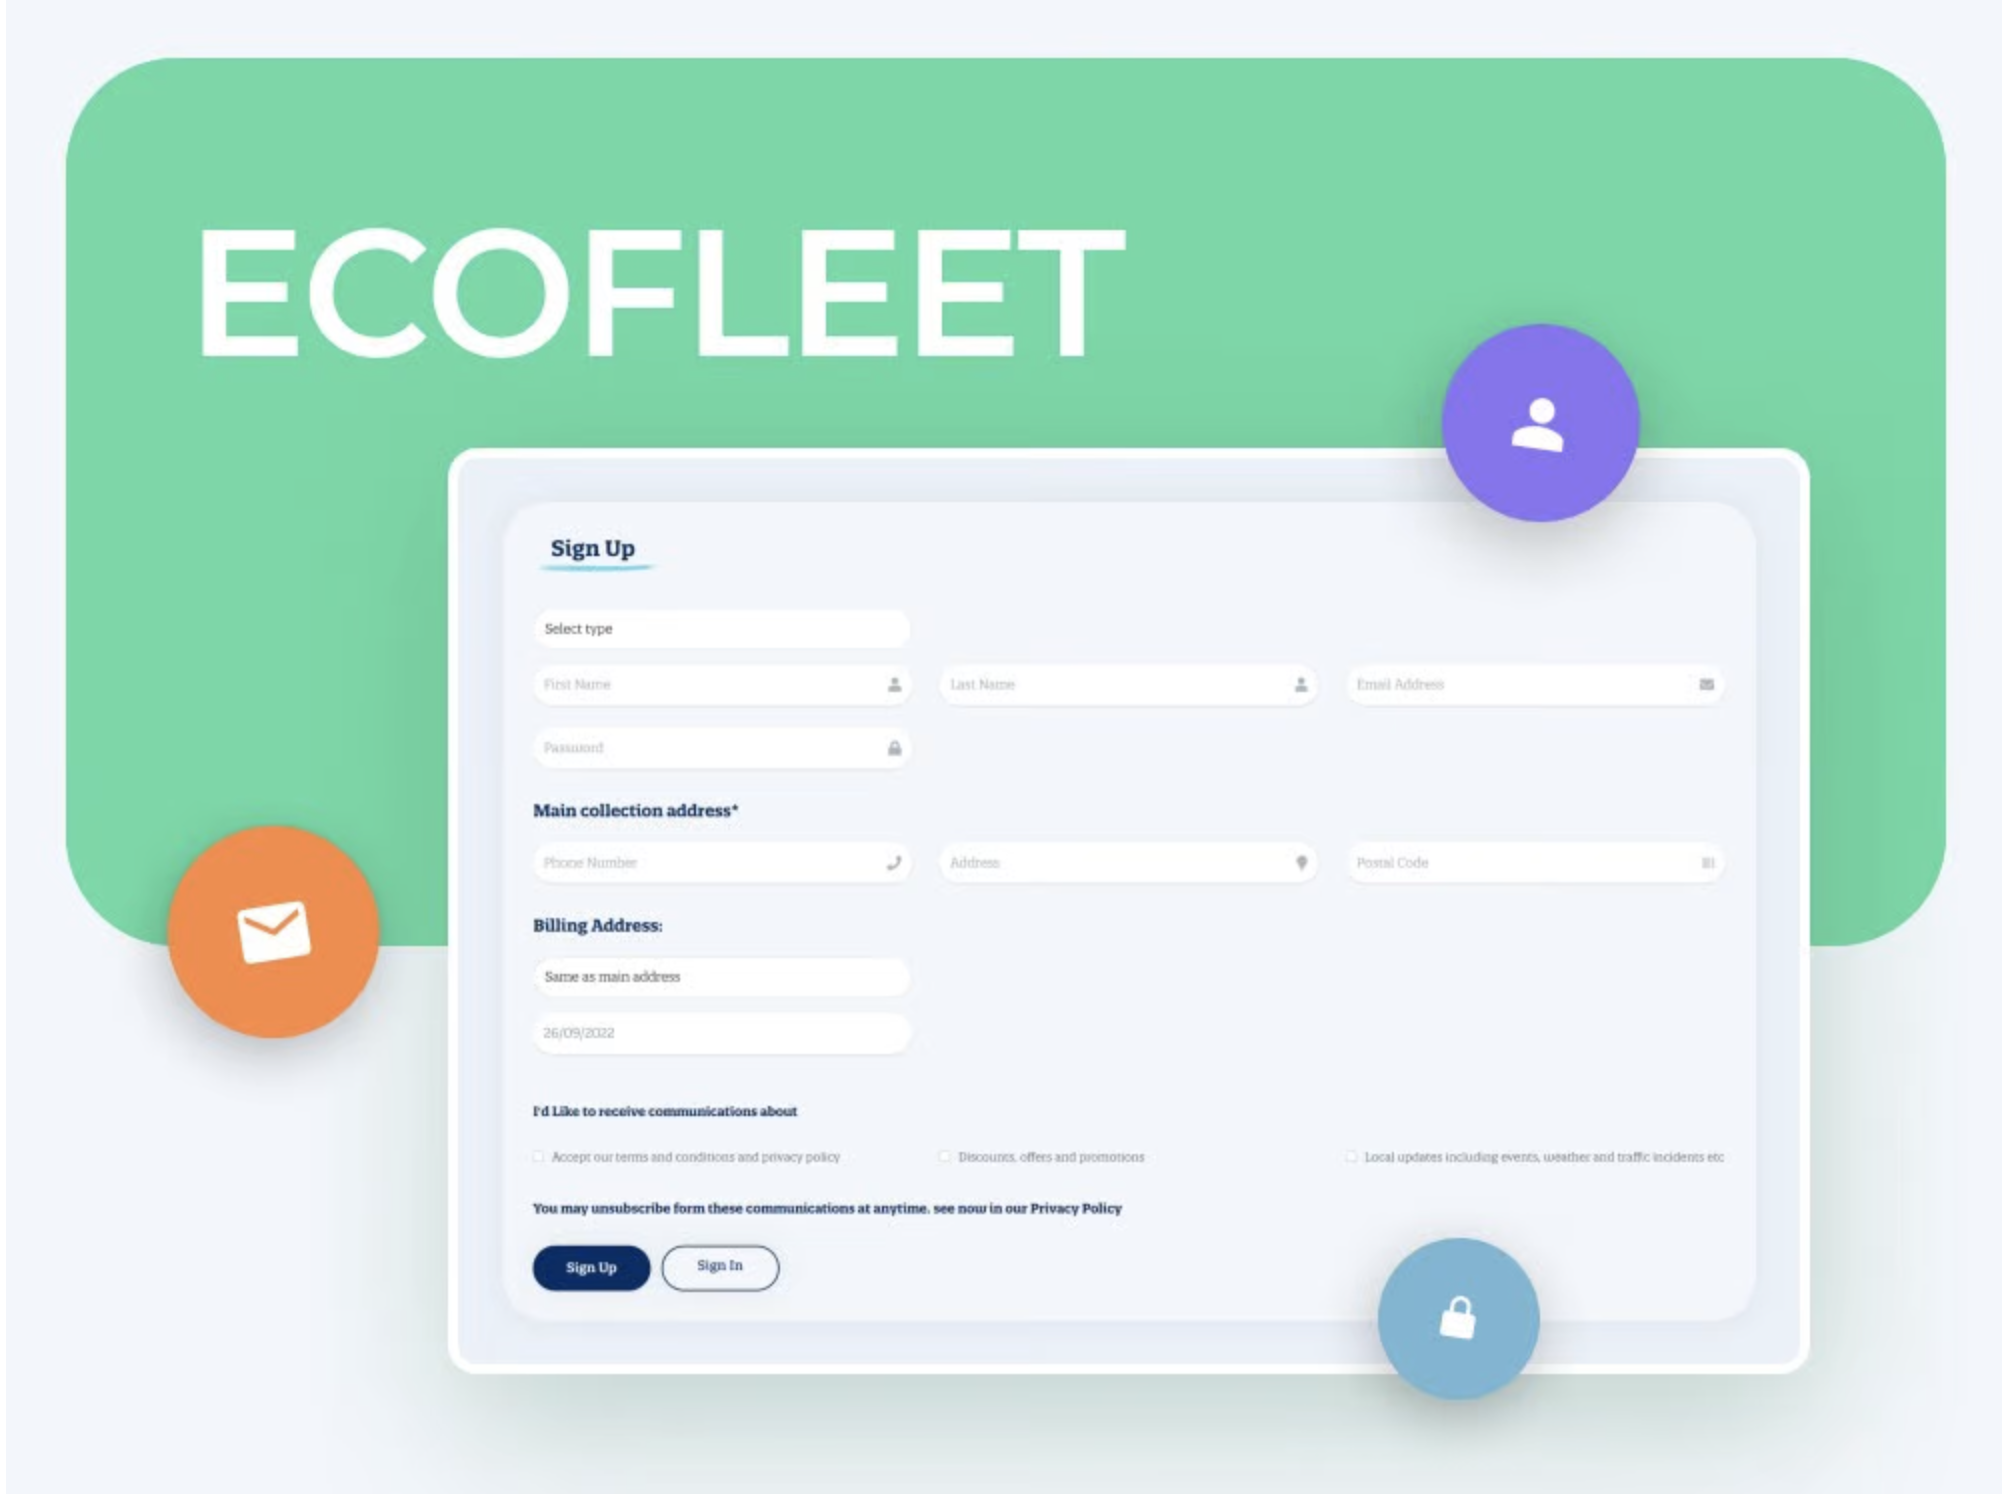 ECOFLEET
Sign Up
Select type
First Name
Last Name
Email Address
Password
Main collection address*
Phone Number
Address
Postal Code
Billing Address:
Same as main address
26/09/2022
I'd Like to receive communications about
Accept our terms and conditions and privacy policy
Discounts, offers and promotions
Local updates including events, weather and traffic incidents etc
You may unsubscribe form these communications at anytime. see now in our Privacy Policy
Sign Up
Sign In